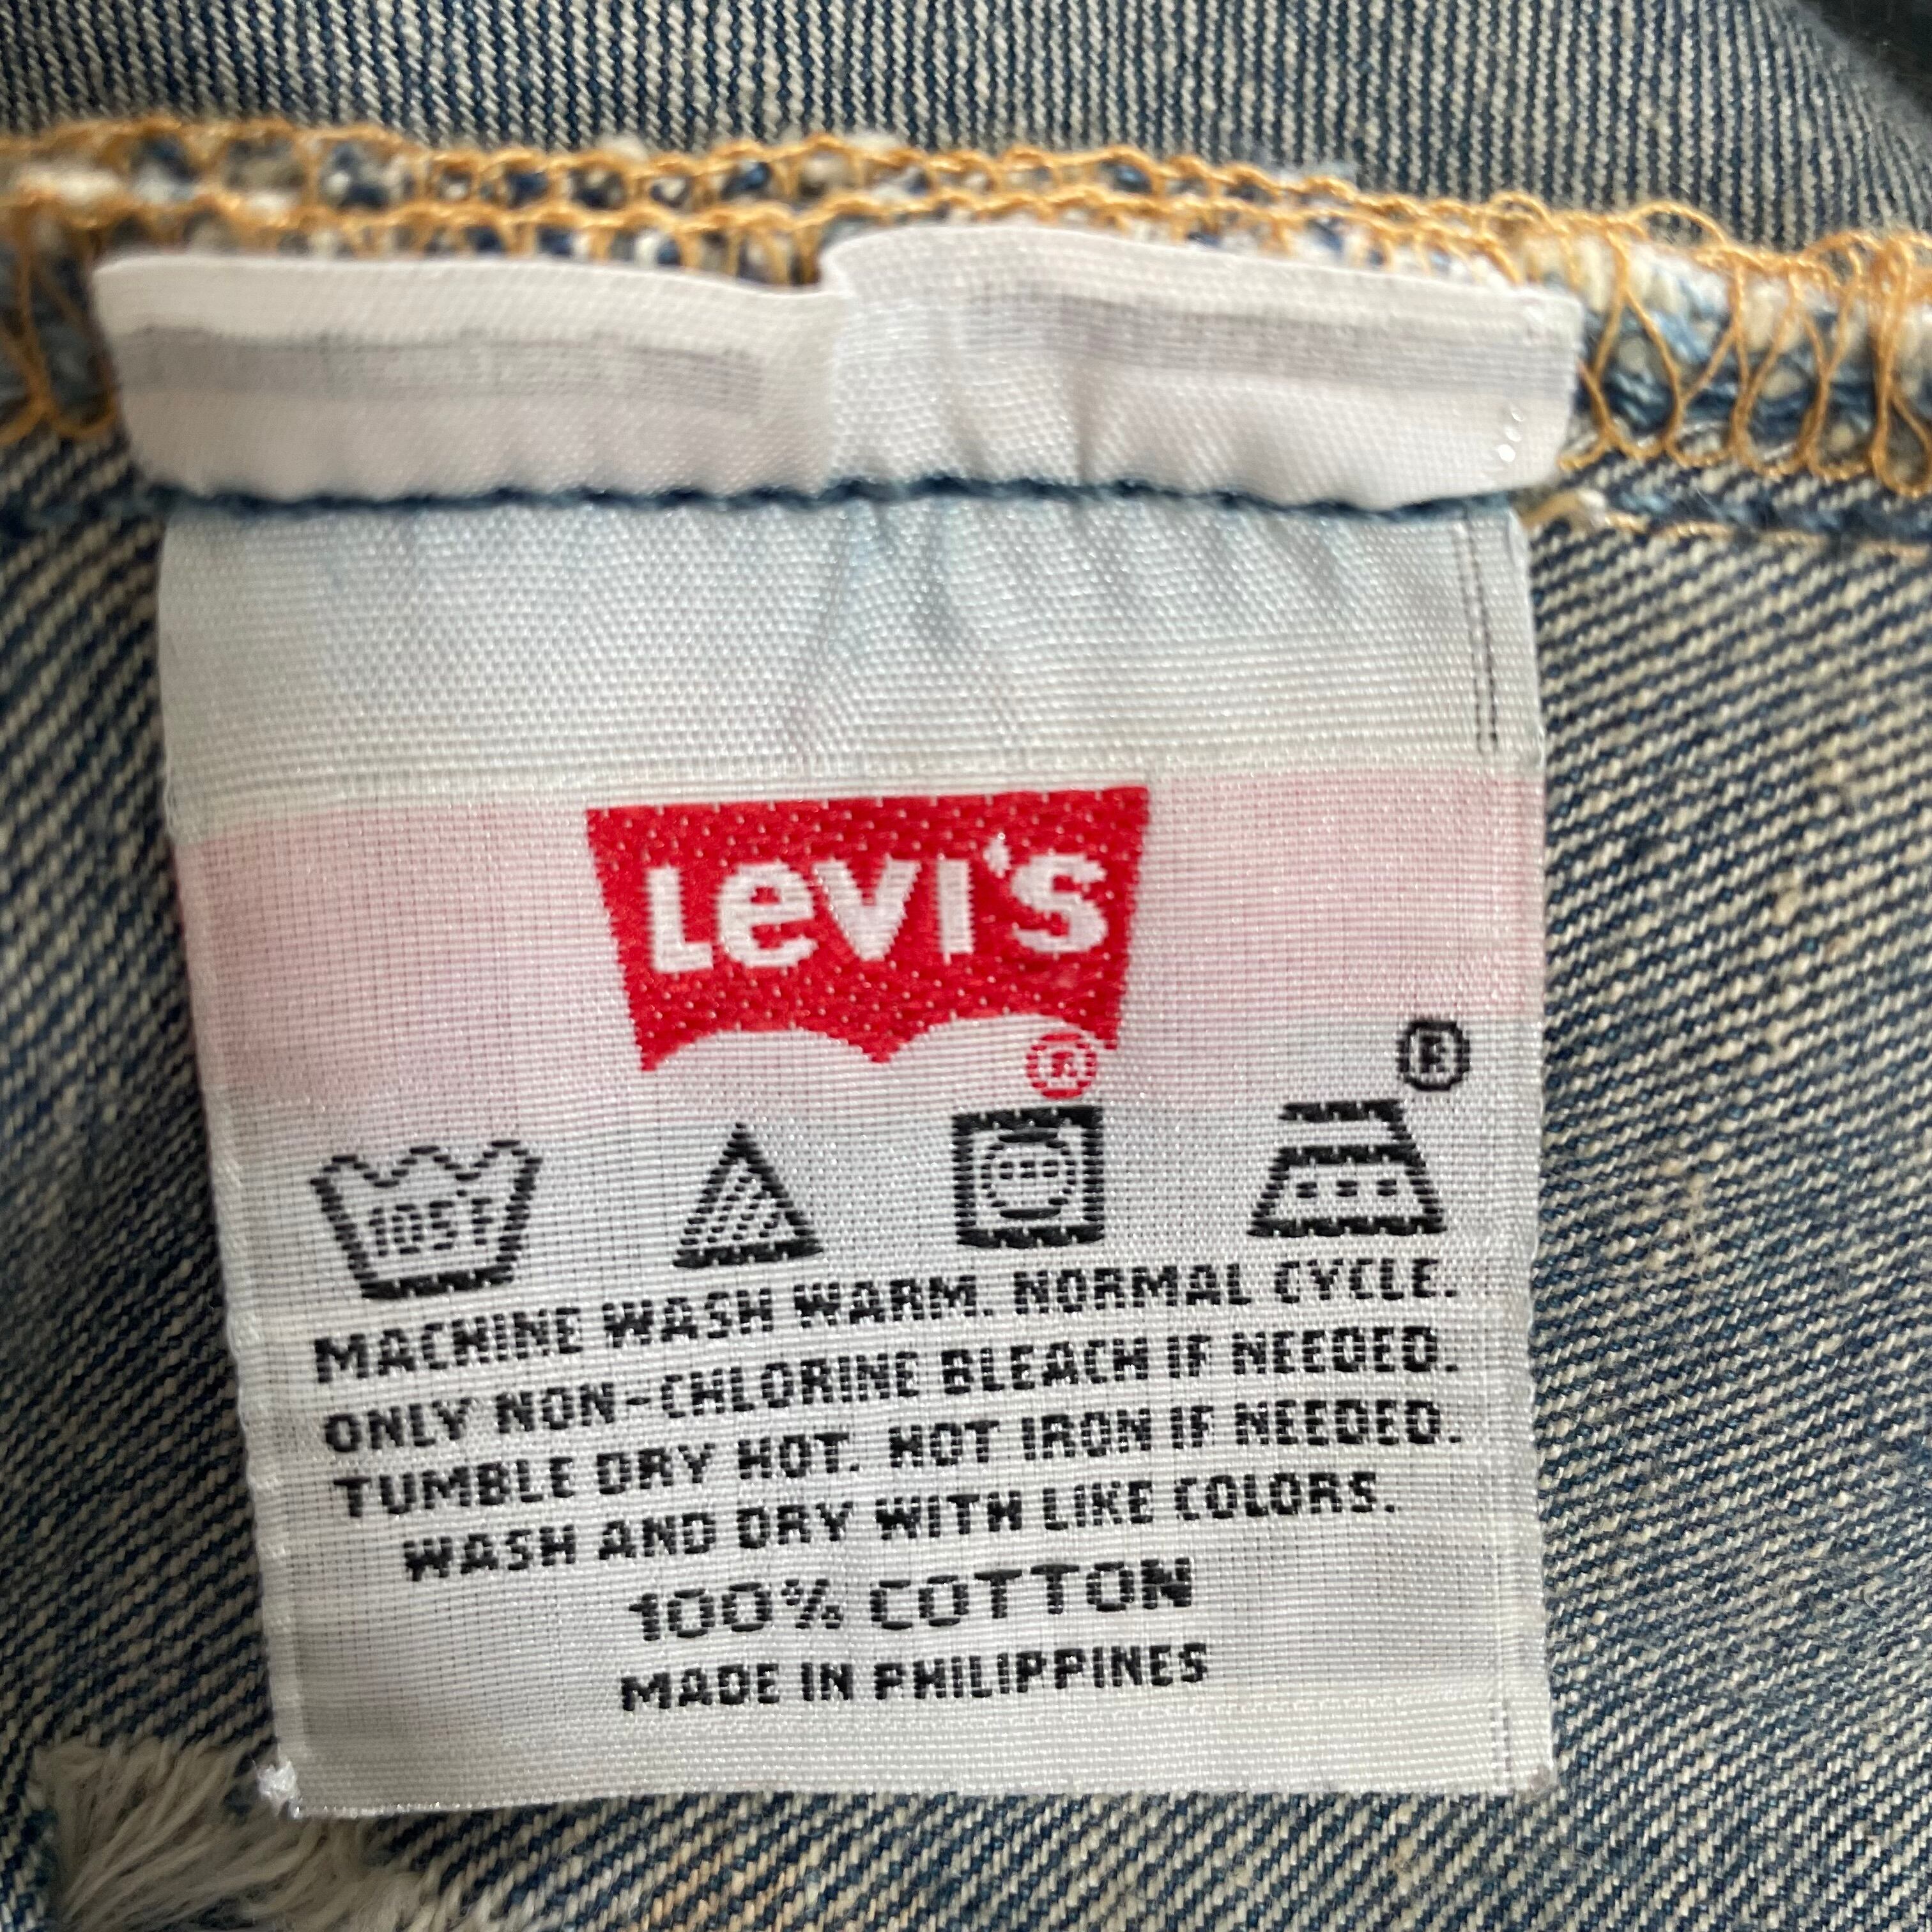 LEVI'S
®
®
105°F
MACHINE WASH WARM. NORMAL CYCLE.
ONLY NON-CHLORINE BLEACH IF NEEDED.
TUMBLE DRY HOT. HOT IRON IF NEEDED.
WASH AND DRY WITH LIKE COLORS.
100% COTTON
MADE IN PHILIPPINES